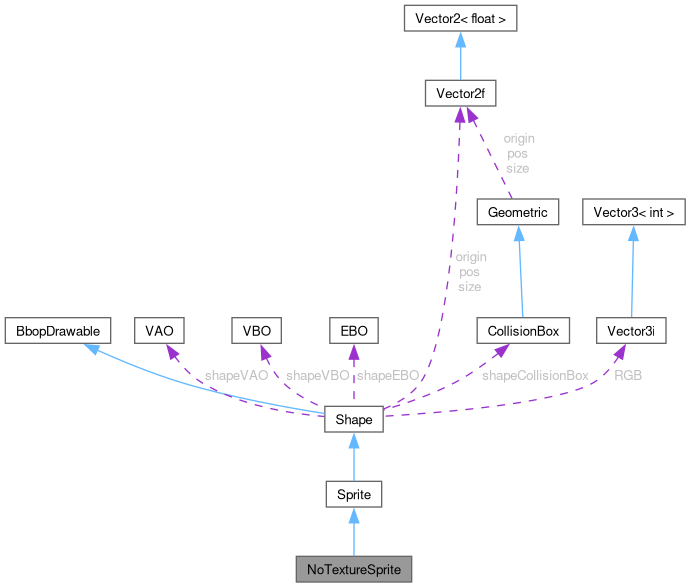 Vector2< float >
Vector2f
origin
pos
size
Geometric
Vector3< int >
origin
pos
size
BbopDrawable
VAO
VBO
EBO
CollisionBox
Vector3i
shapeVAO
shapeVBO
shapeEBO
shapeCollisionBox
RGB
Shape
Sprite
NoTextureSprite